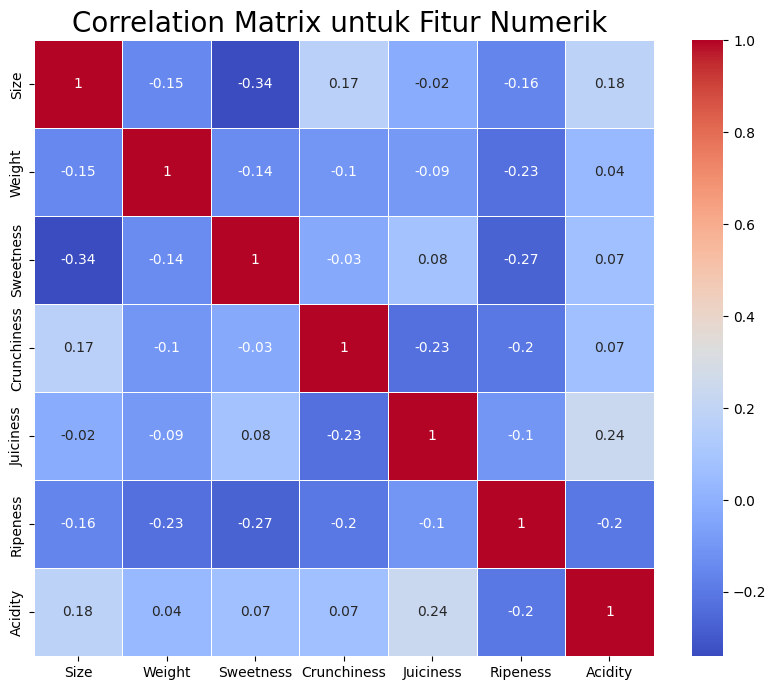 Correlation Matrix untuk Fitur Numerik
Size 1 -0.15 -0.34 0.17 -0.02 -0.16 0.18
Weight -0.15 1 -0.14 -0.1 -0.09 -0.23 0.04
Sweetness -0.34 -0.14 1 -0.03 0.08 -0.27 0.07
Crunchiness 0.17 -0.1 -0.03 1 -0.23 -0.2 0.07
Juiciness -0.02 -0.09 0.08 -0.23 1 -0.1 0.24
Ripeness -0.16 -0.23 -0.27 -0.2 -0.1 1 -0.2
Acidity 0.18 0.04 0.07 0.07 0.24 -0.2 1
Size Weight Sweetness Crunchiness Juiciness Ripeness Acidity
1.0
0.8
0.6
0.4
0.2
0.0
−0.2